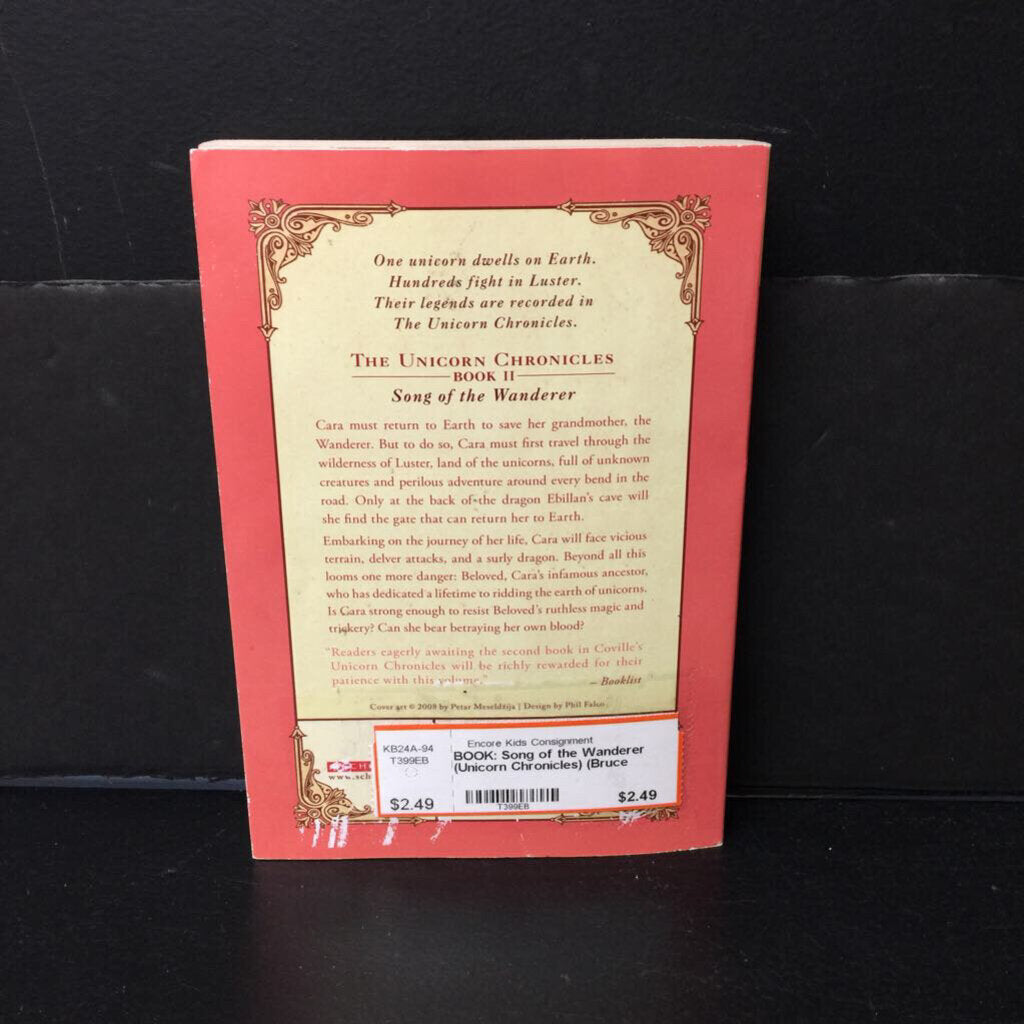 One unicorn dwells on Earth.
Hundreds fight in Luster.
Their legends are recorded in
The Unicorn Chronicles.
THE UNICORN CHRONICLES
BOOK II
Song of the Wanderer
Cara must return to Earth to save her grandmother, the
Wanderer. But to do so, Cara must first travel through the
wilderness of Luster, land of the unicorns, full of unknown
creatures and perilous adventure around every bend in the
road. Only at the back of the dragon Ebillan's cave will
she find the gate that can return her to Earth.
Embarking on the journey of her life, Cara will face vicious
terrain, delver attacks, and a surly dragon. Beyond all this
looms one more danger: Beloved, Cara's infamous ancestor,
who has dedicated a lifetime to ridding the earth of unicorns.
Is Cara strong enough to resist Beloved's ruthless magic and
trickery? Can she bear betraying her own blood?
"Readers eagerly awaiting the second book in Coville's
Unicorn Chronicles will be richly rewarded for their
patience with this volume."
– Booklist
Cover art © 2008 by Petar Meseldžija | Design by Phil Falco
www.sch
KB24A-94
T399EB
$2.49
Encore Kids Consignment
BOOK: Song of the Wanderer
(Unicorn Chronicles) (Bruce
T399EB
$2.49